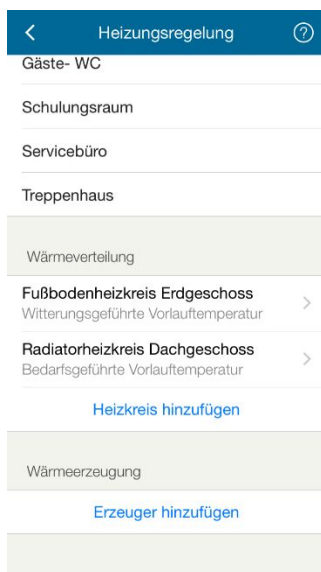 Heizungsregelung
Gäste- WC
Schulungsraum
Servicebüro
Treppenhaus
Wärmeverteilung
Fußbodenheizkreis Erdgeschoss
Witterungsgeführte Vorlauftemperatur
Radiatorheizkreis Dachgeschoss
Bedarfsgeführte Vorlauftemperatur
Heizkreis hinzufügen
Wärmeerzeugung
Erzeuger hinzufügen